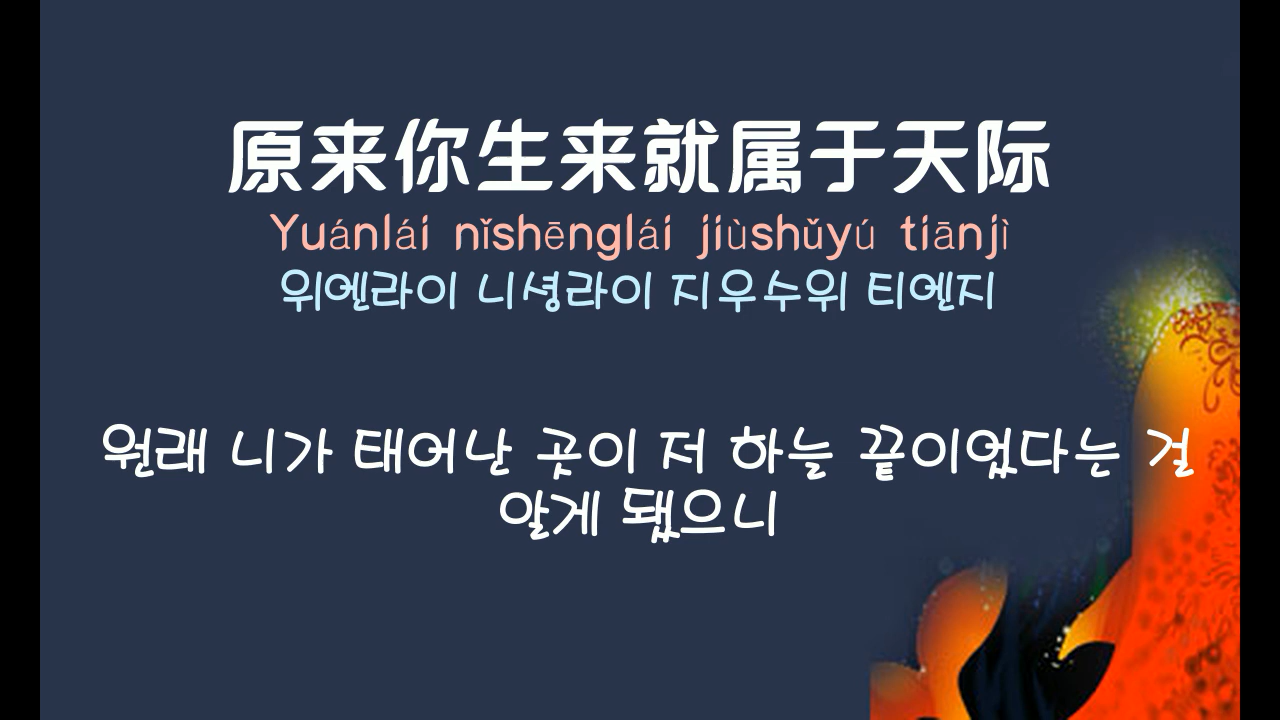 原来你生来就属于天际
Yuánlái nǐshēnglái jiùshǔyú tiānjì
위엔라이 니셩라이 지우수위 티엔지
원래 니가 태어난 곳이 저 하늘 끝이었다는 걸
알게 됐으니